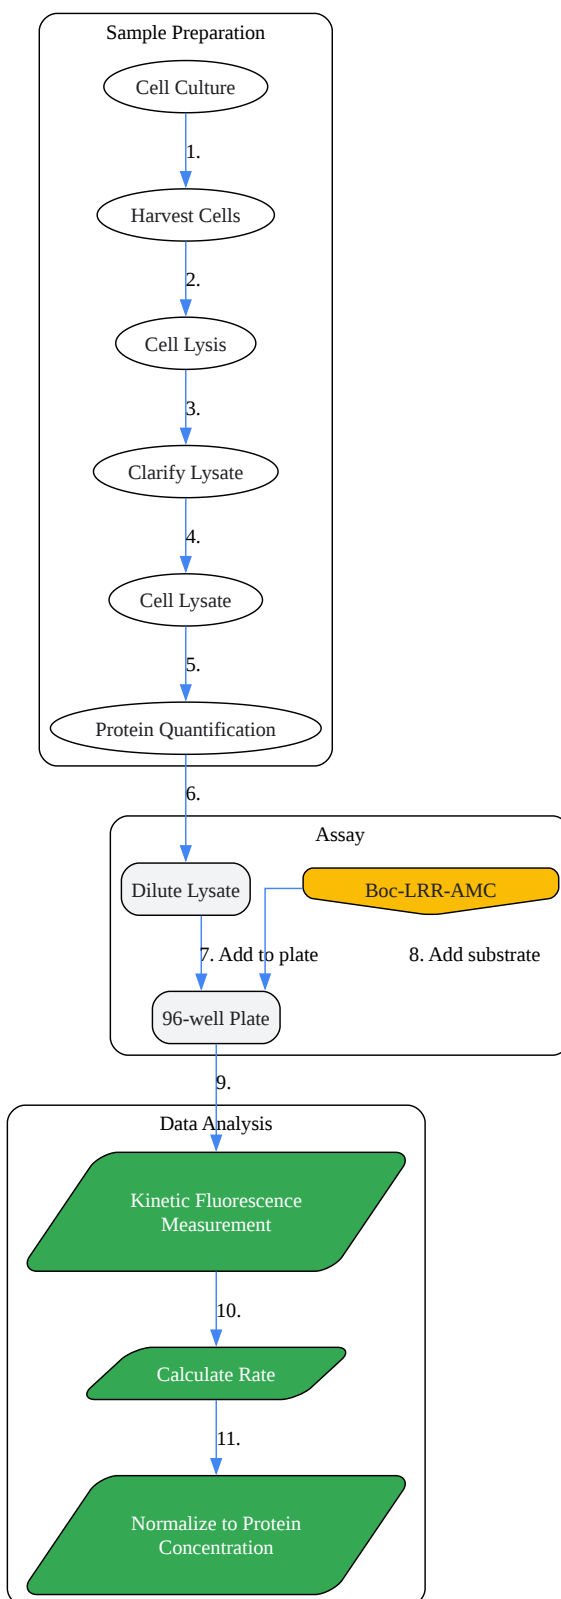 Sample Preparation
Cell Culture
1.
Harvest Cells
2.
Cell Lysis
3.
Clarify Lysate
4.
Cell Lysate
5.
Protein Quantification
6.
Assay
Dilute Lysate
Boc-LRR-AMC
7. Add to plate
8. Add substrate
96-well Plate
9.
Data Analysis
Kinetic Fluorescence
Measurement
10.
Calculate Rate
11.
Normalize to Protein
Concentration